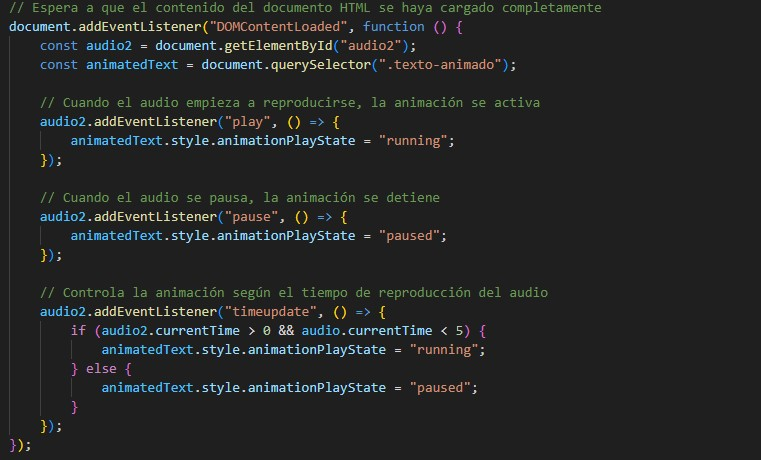 // Espera a que el contenido del documento HTML se haya cargado completamente
document.addEventListener("DOMContentLoaded", function () {
    const audio2 = document.getElementById("audio2");
    const animatedText = document.querySelector(".texto-animado");

    // Cuando el audio empieza a reproducirse, la animación se activa
    audio2.addEventListener("play", () => {
        animatedText.style.animationPlayState = "running";
    });

    // Cuando el audio se pausa, la animación se detiene
    audio2.addEventListener("pause", () => {
        animatedText.style.animationPlayState = "paused";
    });

    // Controla la animación según el tiempo de reproducción del audio
    audio2.addEventListener("timeupdate", () => {
        if (audio2.currentTime > 0 && audio.currentTime < 5) {
            animatedText.style.animationPlayState = "running";
        } else {
            animatedText.style.animationPlayState = "paused";
        }
    });
});